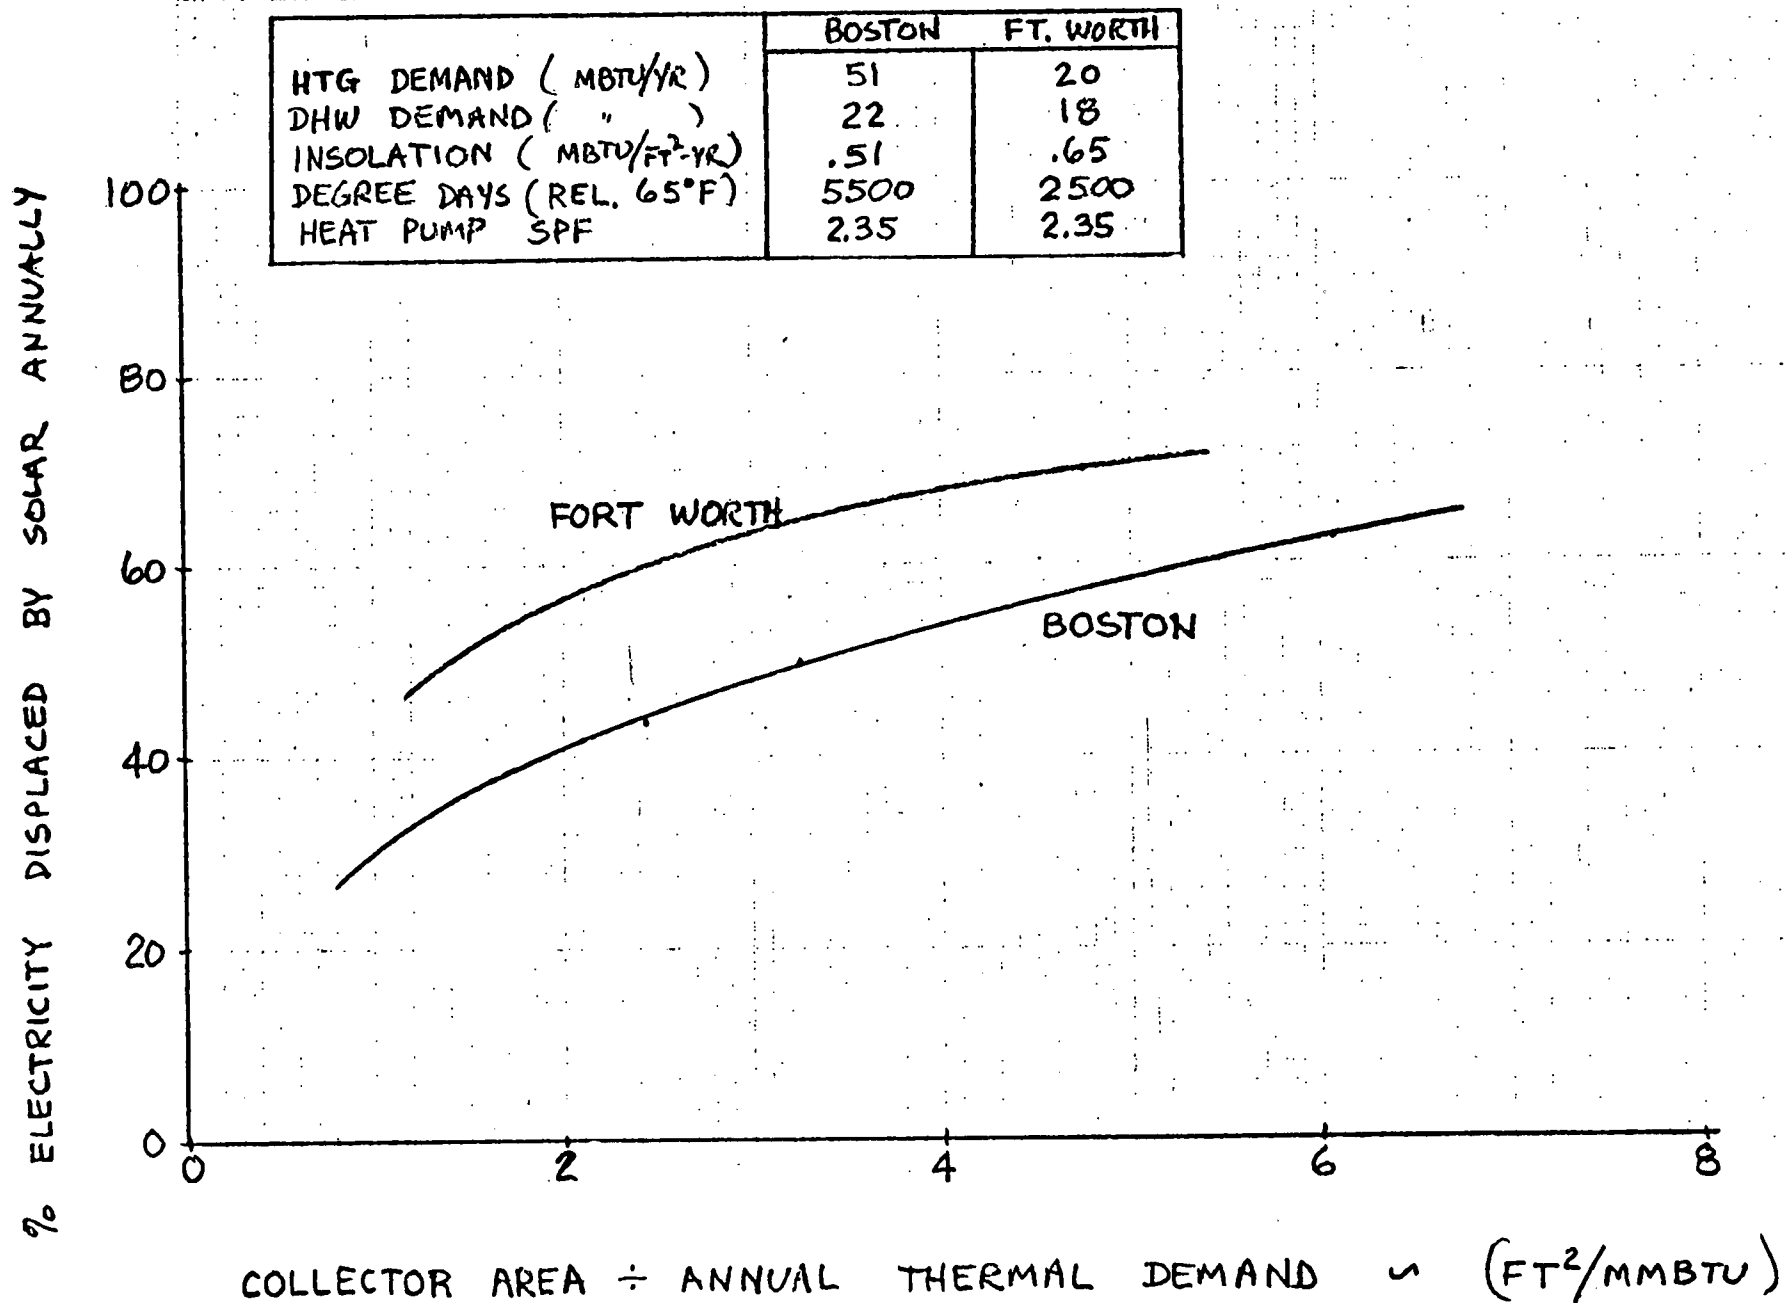 BOSTON FT. WORTH
HTG DEMAND ( MBTU/YR ) 51 20
DHW DEMAND ( " ) 22 18
INSOLATION ( MBTU/FT²-YR) .51 .65
DEGREE DAYS (REL. 65°F) 5500 2500
HEAT PUMP SPF 2.35 2.35
% ELECTRICITY DISPLACED BY SOLAR ANNUALLY
100
80
60
40
20
0
FORT WORTH
BOSTON
0 2 4 6 8
COLLECTOR AREA ÷ ANNUAL THERMAL DEMAND ~ (FT²/MMBTU)